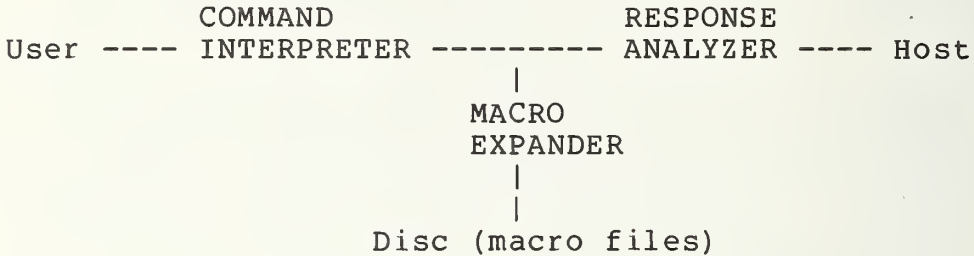 COMMAND RESPONSE
User ---- INTERPRETER --------- ANALYZER ---- Host
|
MACRO
EXPANDER
|
|
Disc (macro files)